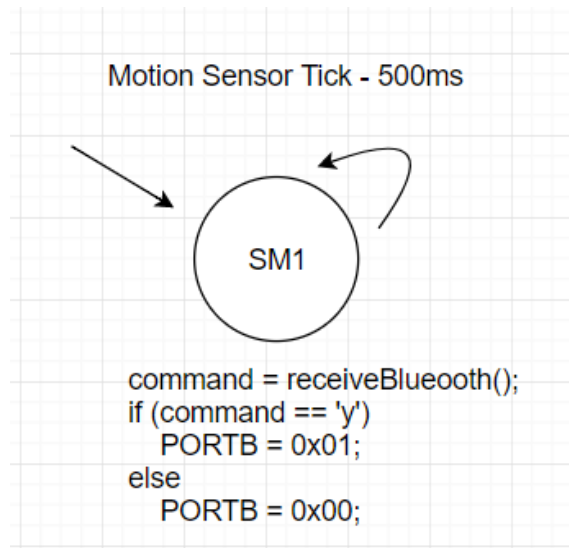 Motion Sensor Tick - 500ms
SM1
command = receiveBlueooth();
if (command == 'y')
PORTB = 0x01;
else
PORTB = 0x00;